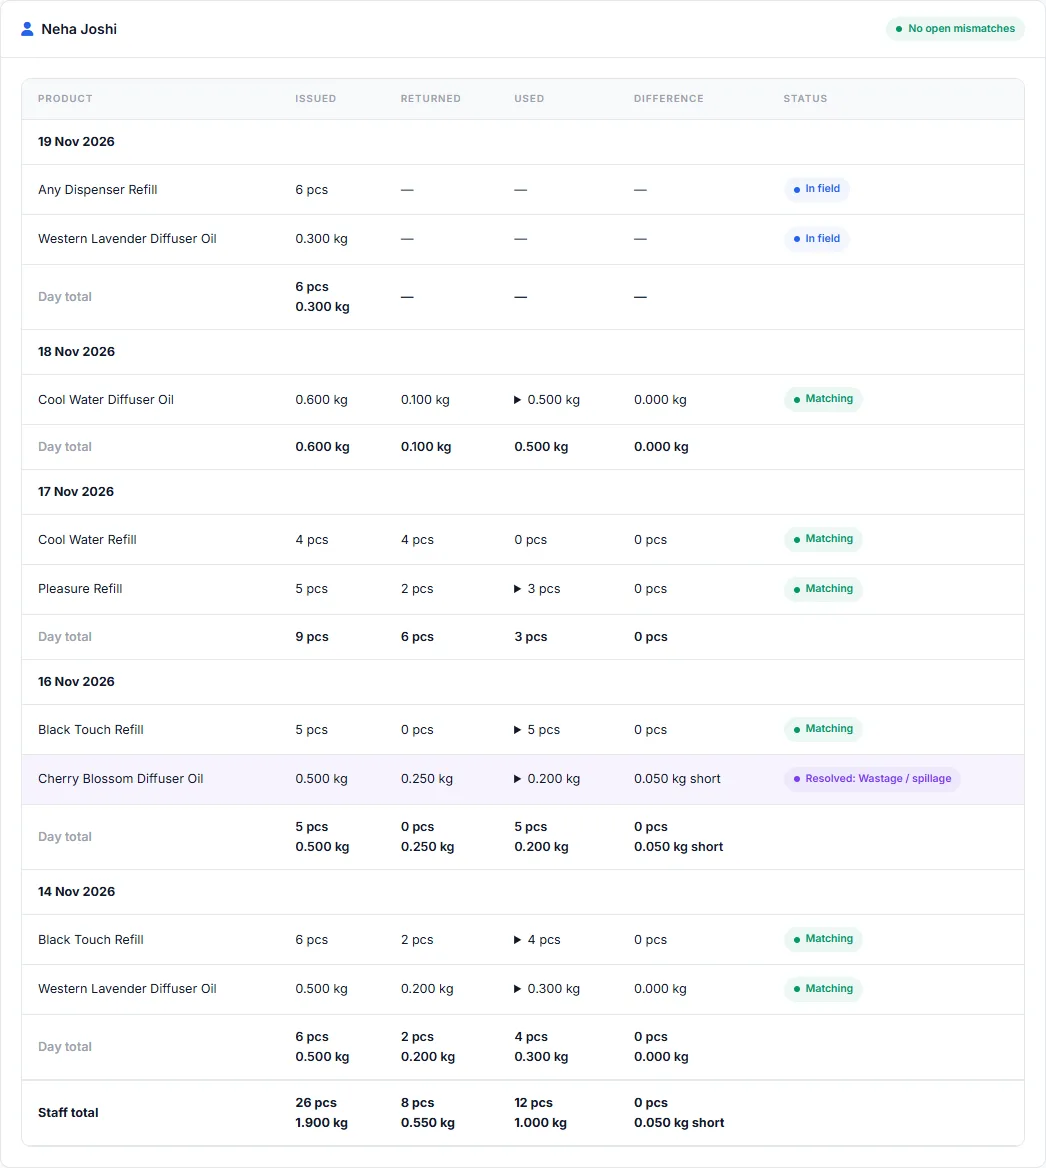 Neha Joshi
No open mismatches
PRODUCT ISSUED RETURNED USED DIFFERENCE STATUS
19 Nov 2026
Any Dispenser Refill 6 pcs — — — In field
Western Lavender Diffuser Oil 0.300 kg — — — In field
Day total 6 pcs 0.300 kg — — —
18 Nov 2026
Cool Water Diffuser Oil 0.600 kg 0.100 kg ▶ 0.500 kg 0.000 kg Matching
Day total 0.600 kg 0.100 kg 0.500 kg 0.000 kg
17 Nov 2026
Cool Water Refill 4 pcs 4 pcs 0 pcs 0 pcs Matching
Pleasure Refill 5 pcs 2 pcs ▶ 3 pcs 0 pcs Matching
Day total 9 pcs 6 pcs 3 pcs 0 pcs
16 Nov 2026
Black Touch Refill 5 pcs 0 pcs ▶ 5 pcs 0 pcs Matching
Cherry Blossom Diffuser Oil 0.500 kg 0.250 kg ▶ 0.200 kg 0.050 kg short Resolved: Wastage / spillage
Day total
5 pcs 0 pcs 5 pcs 0 pcs
0.500 kg 0.250 kg 0.200 kg 0.050 kg short
14 Nov 2026
Black Touch Refill 6 pcs 2 pcs ▶ 4 pcs 0 pcs Matching
Western Lavender Diffuser Oil 0.500 kg 0.200 kg ▶ 0.300 kg 0.000 kg Matching
Day total
6 pcs 2 pcs 4 pcs 0 pcs
0.500 kg 0.200 kg 0.300 kg 0.000 kg
Staff total
26 pcs 8 pcs 12 pcs 0 pcs
1.900 kg 0.550 kg 1.000 kg 0.050 kg short